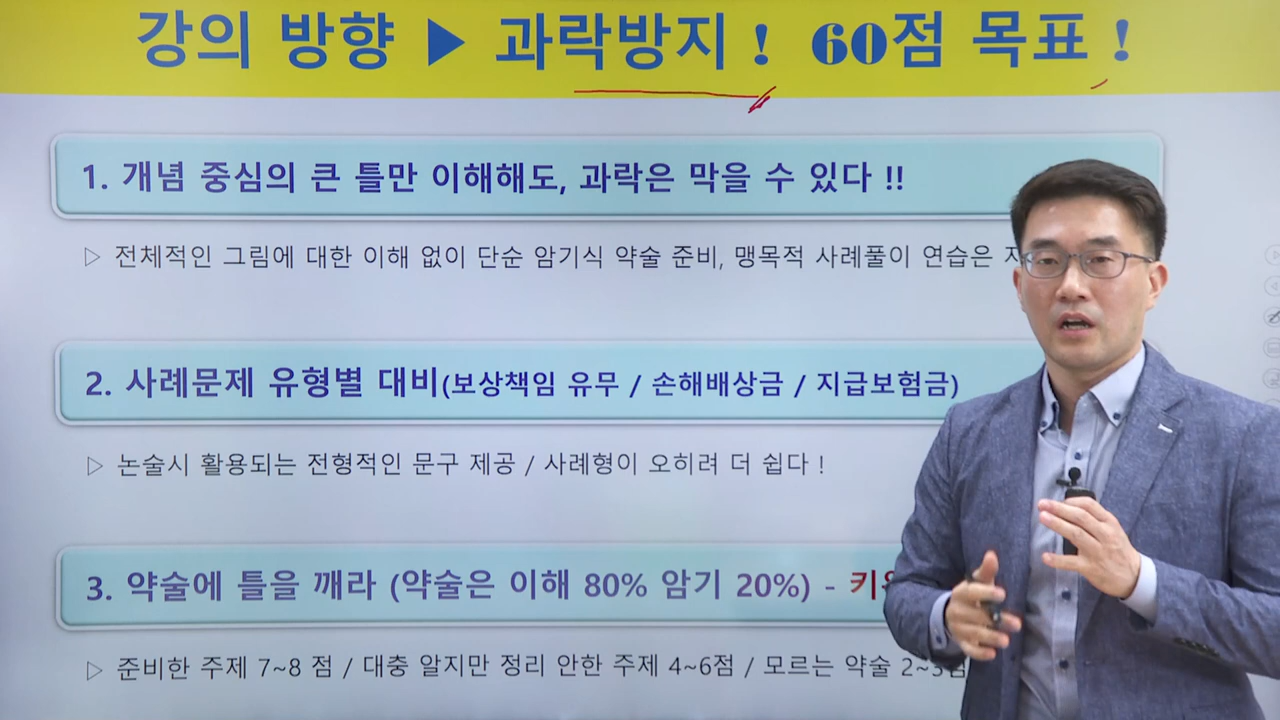 강의 방향 ▶ 과락방지 ! 60점 목표 !
1. 개념 중심의 큰 틀만 이해해도, 과락은 막을 수 있다 !!
▷ 전체적인 그림에 대한 이해 없이 단순 암기식 약술 준비, 맹목적 사례풀이 연습은
2. 사례문제 유형별 대비(보상책임 유무 / 손해배상금 / 지급보험금)
▷ 논술시 활용되는 전형적인 문구 제공 / 사례형이 오히려 더 쉽다 !
3. 약술에 틀을 깨라 (약술은 이해 80% 암기 20%) -
▷ 준비한 주제 7~8 점 / 대충 알지만 정리 안한 주제 4~6점 / 모르는 약술 2~3점